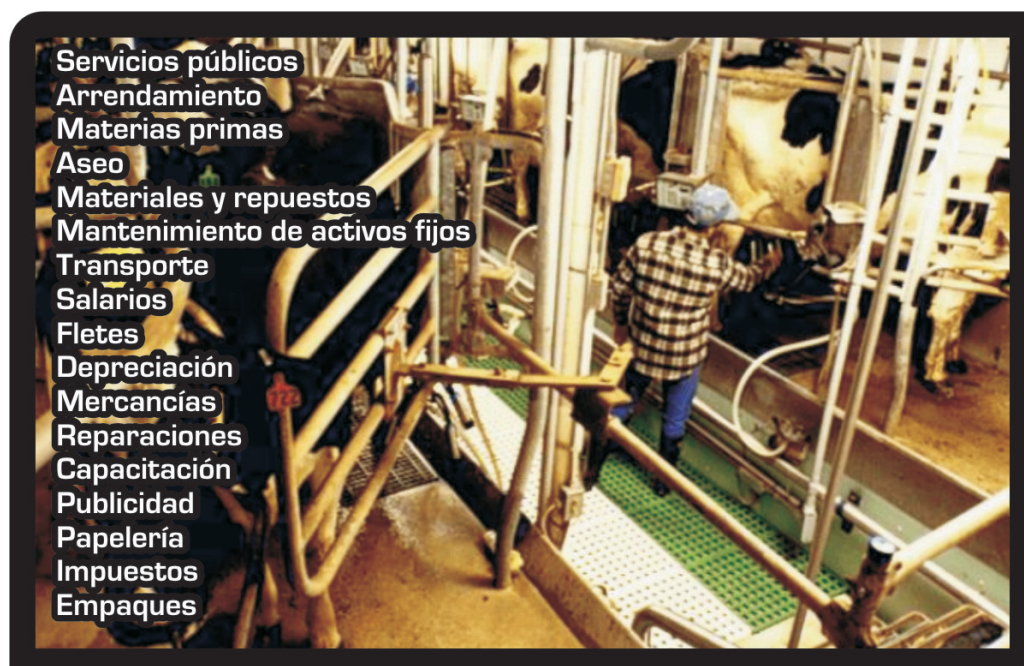 Servicios públicos
Arrendamiento
Materias primas
Aseo
Materiales y repuestos
Mantenimiento de activos fijos
Transporte
Salarios
Fletes
Depreciación
Mercancías
Reparaciones
Capacitación
Publicidad
Papelería
Impuestos
Empaques
722